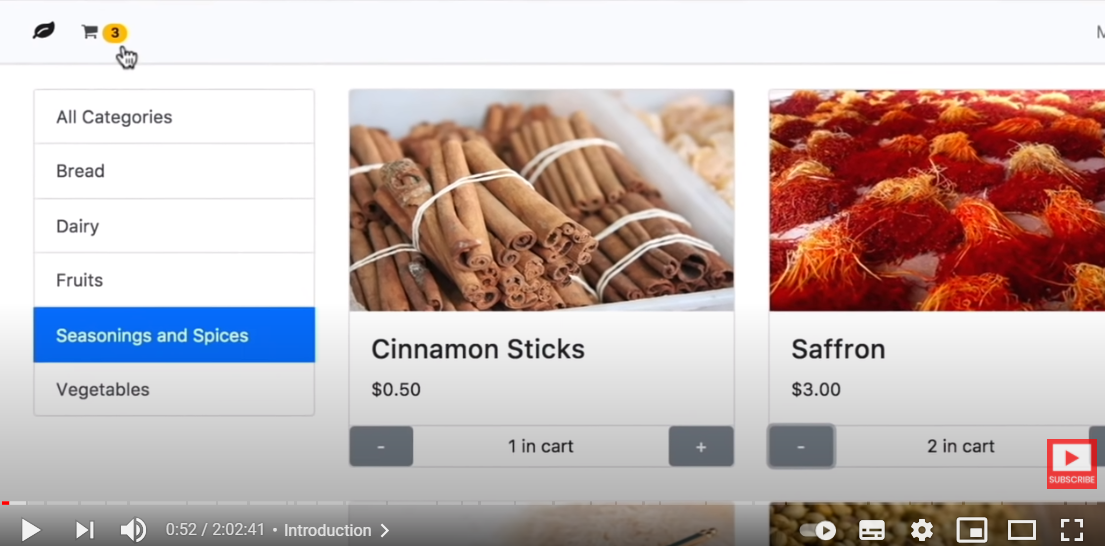 3
M
All Categories
Bread
Dairy
Fruits
Seasonings and Spices
Vegetables
Cinnamon Sticks
$0.50
- 1 in cart +
Saffron
$3.00
- 2 in cart
SUBSCRIBE
0:52 / 2:02:41 • Introduction >